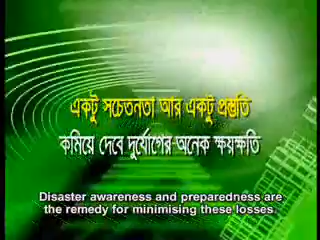 একটু সচেতনতা আর একটু প্রস্তুতি
কমিয়ে দেবে দুর্যোগের অনেক ক্ষয়ক্ষতি
Disaster awareness and preparedness are
the remedy for minimising these losses.